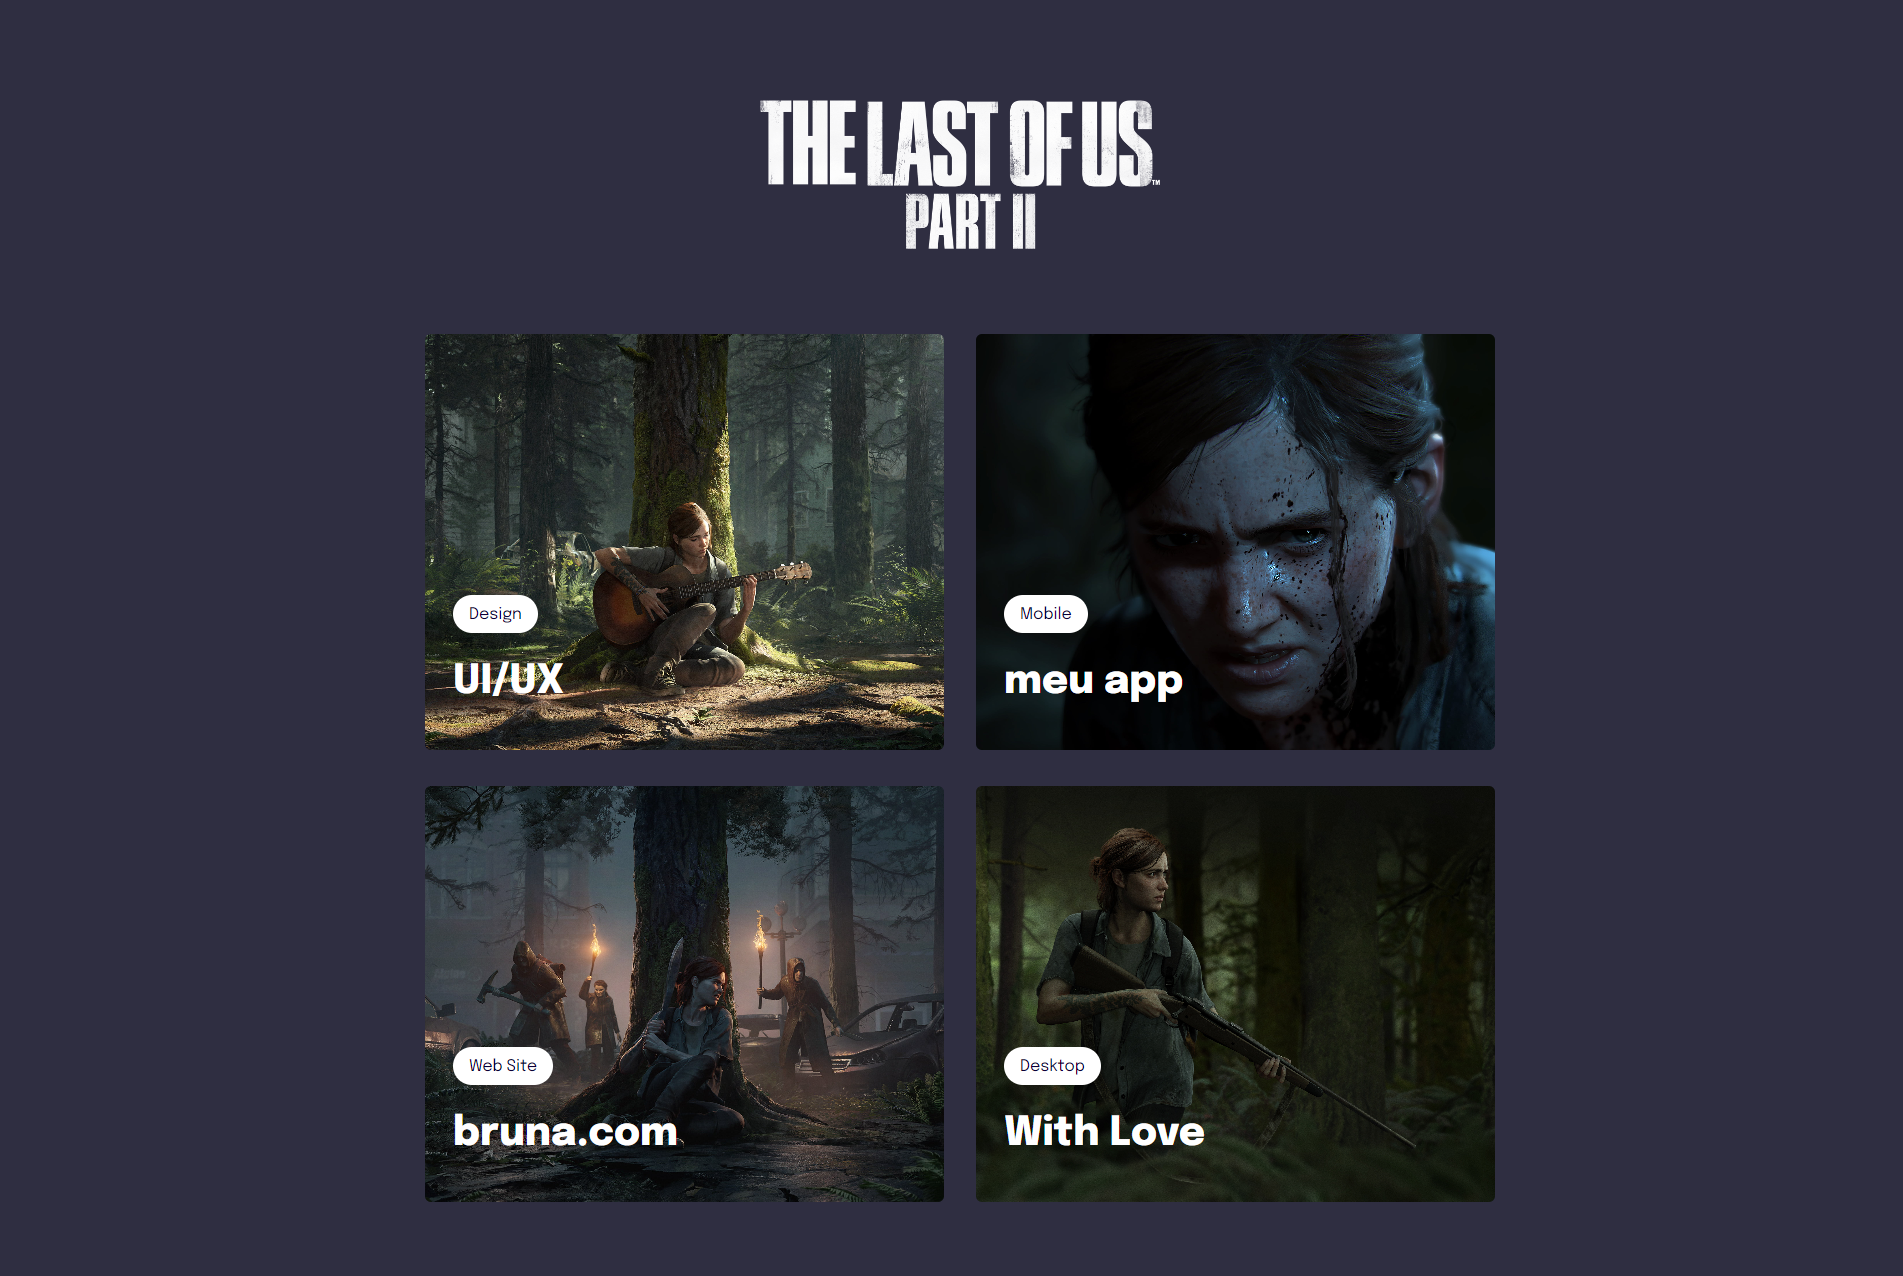 THE LAST OF US™
PART II
Design
UI/UX
Mobile
meu app
Web Site
bruna.com
Desktop
With Love